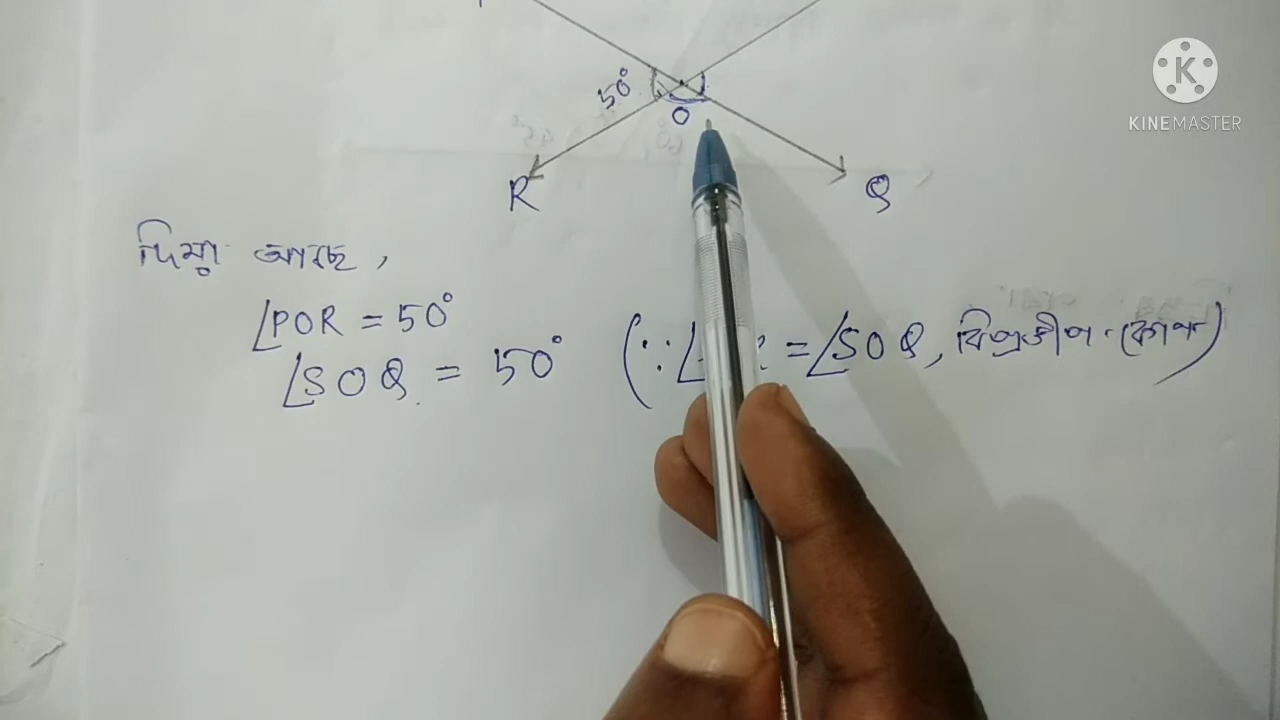 KINEMASTER
50°
O
R
Q
দিয়া আছে,
∠POR = 50°
∠SOQ = 50° (∵∠ = ∠SOQ, বিপ্রতীপ কোণ)